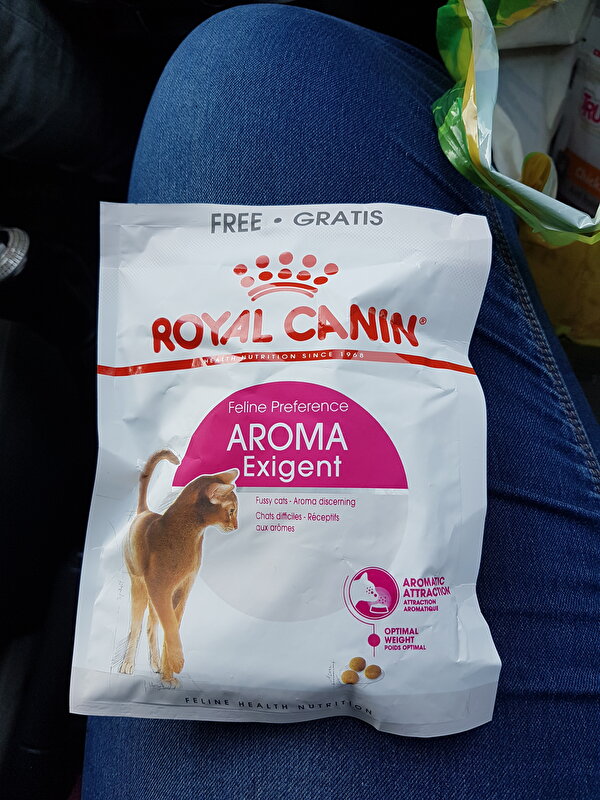 FREE • GRATIS
ROYAL CANIN®
HEALTH NUTRITION SINCE 1968
Feline Preference
AROMA
Exigent
Fussy cats - Aroma discerning
Chats difficiles - Réceptifs
aux arômes
AROMATIC
ATTRACTION
ATTRACTION
AROMATIQUE
OPTIMAL
WEIGHT
POIDS OPTIMAL
FELINE HEALTH NUTRITION